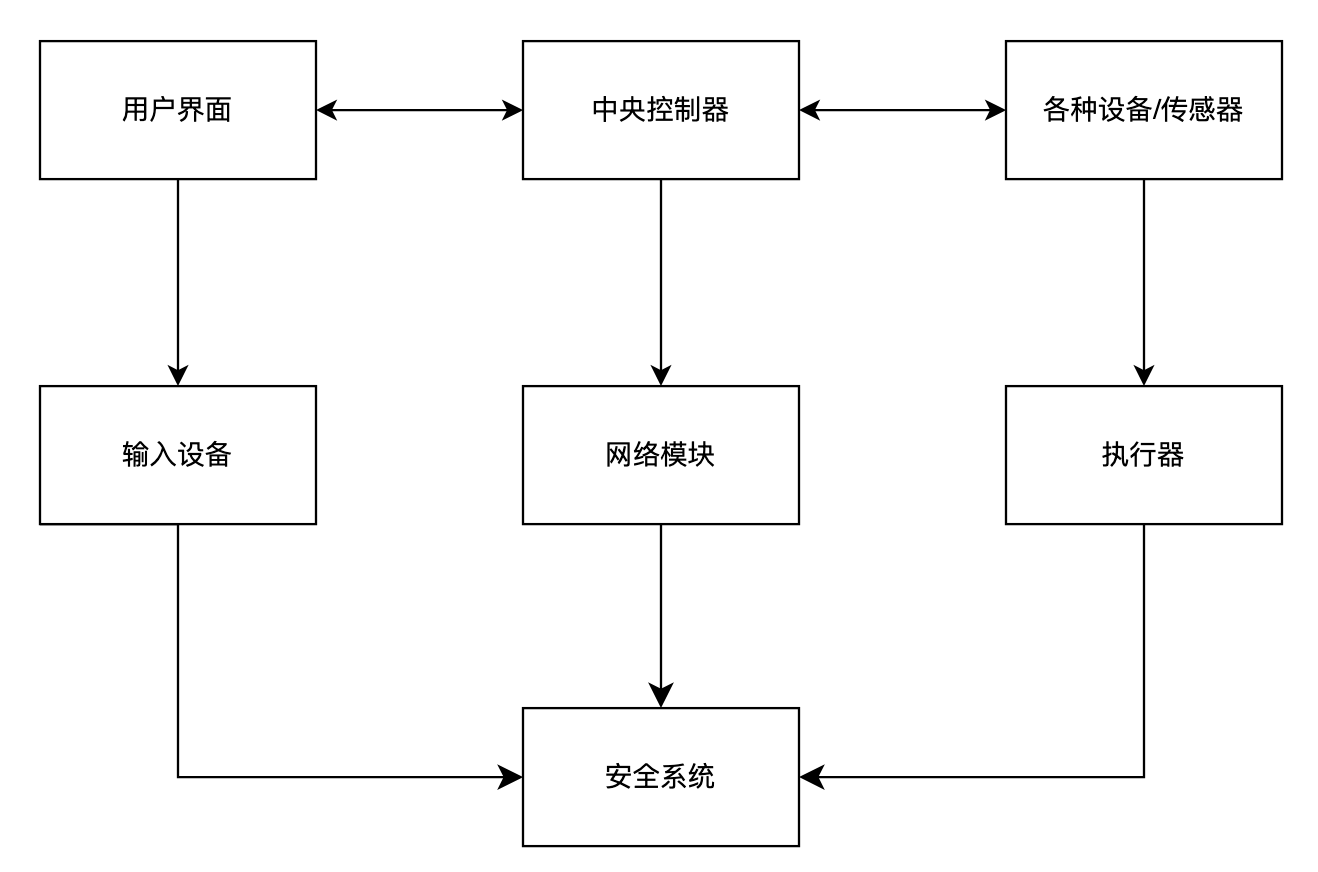 用户界面
中央控制器
各种设备/传感器
输入设备
网络模块
执行器
安全系统